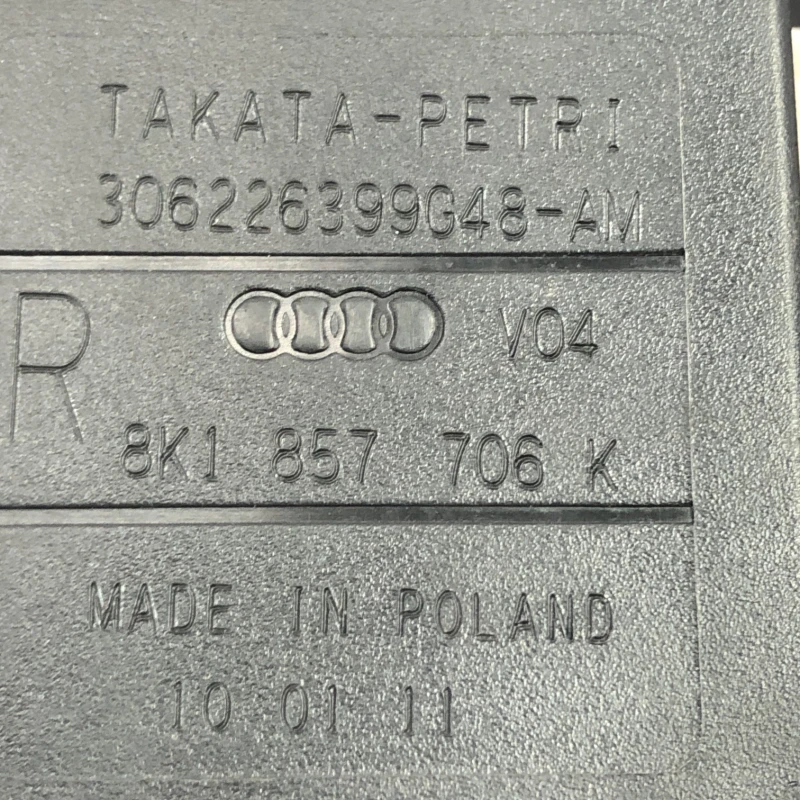 TAKATA-PETRI
306226399G48-AM
R
V04
8K1 857 706 K
MADE IN POLAND
10 01 11